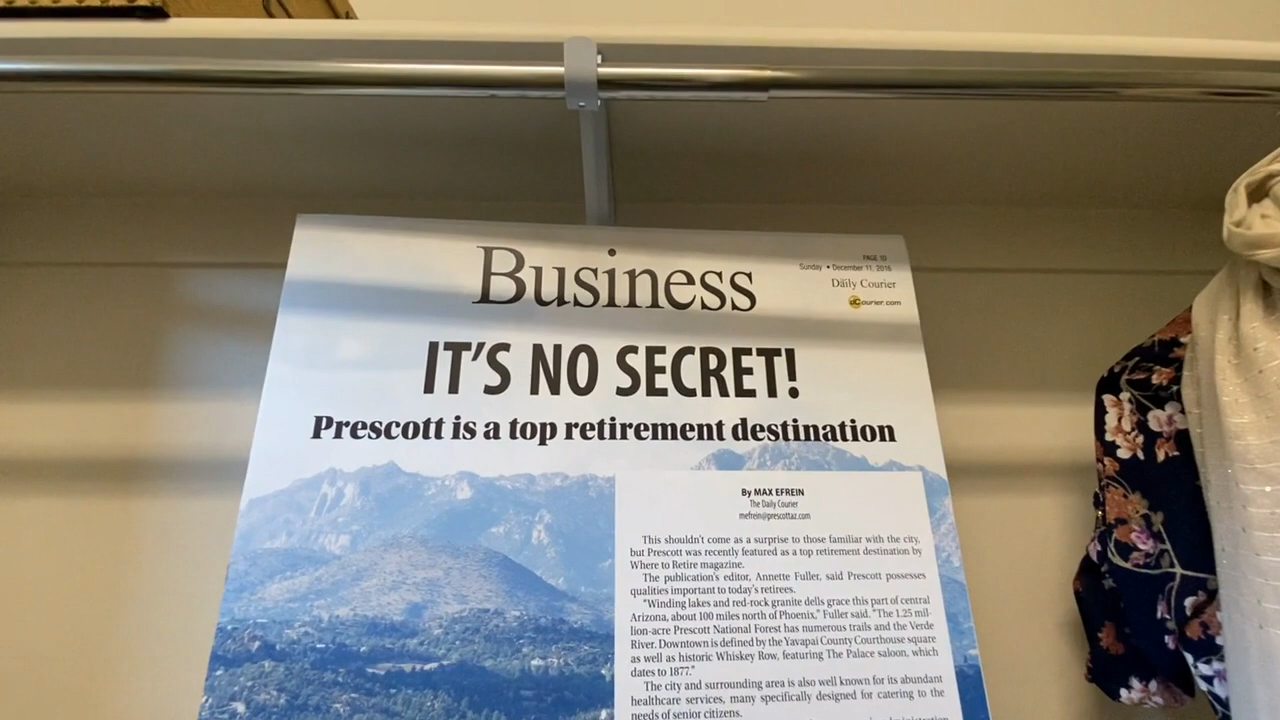 Business
PAGE 1D
Sunday • December 11, 2016
The Daily Courier
dCourier.com
IT'S NO SECRET!
Prescott is a top retirement destination
By MAX EFREIN
The Daily Courier
mefrein@prescottaz.com
This shouldn't come as a surprise to those familiar with the city,
but Prescott was recently featured as a top retirement destination by
Where to Retire magazine.
The publication's editor, Annette Fuller, said Prescott possesses
qualities important to today's retirees.
"Winding lakes and red-rock granite dells grace this part of central
Arizona, about 100 miles north of Phoenix," Fuller said. "The 1.25 mil-
lion-acre Prescott National Forest has numerous trails and the Verde
River. Downtown is defined by the Yavapai County Courthouse square
as well as historic Whiskey Row, featuring The Palace saloon, which
dates to 1877."
The city and surrounding area is also well known for its abundant
healthcare services, many specifically designed for catering to the
needs of senior citizens.